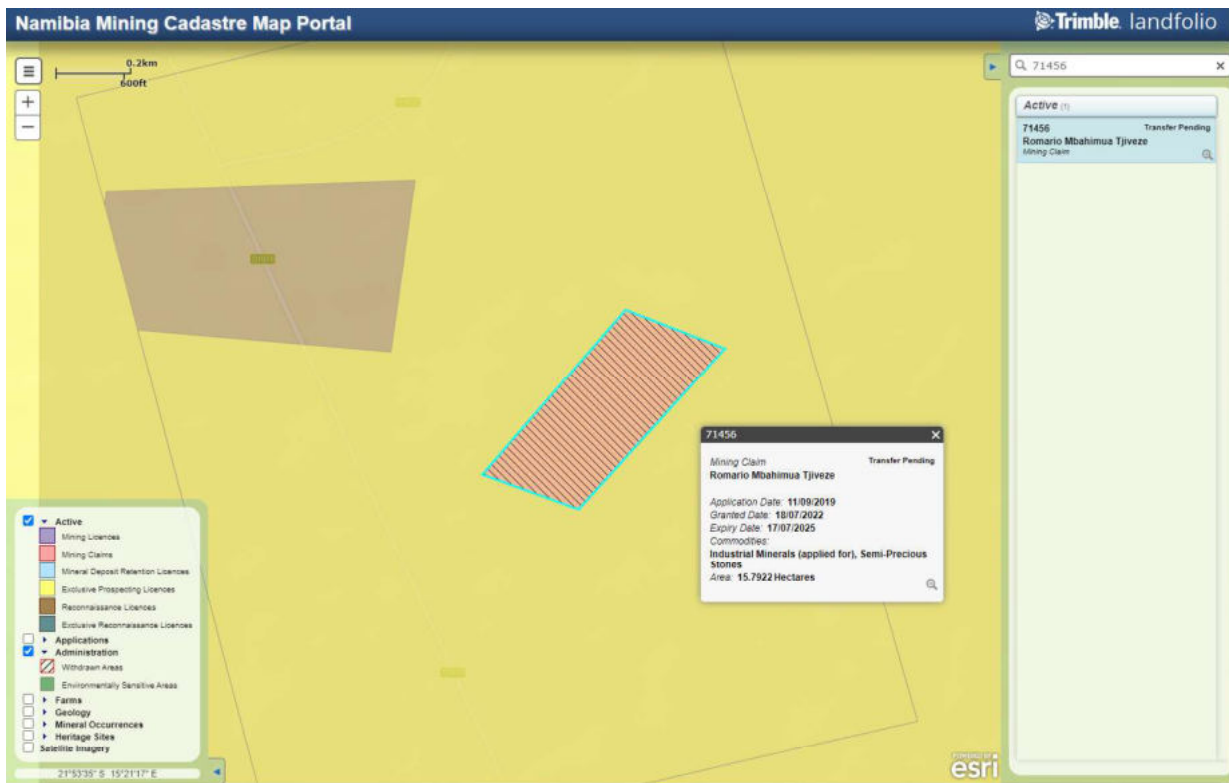 Namibia Mining Cadastre Map Portal
Trimble. landfolio
0.2km
600ft
71456
Active (1)
71456 Transfer Pending
Romario Mbahimua Tjiveze
Mining Claim
71456
Mining Claim Transfer Pending
Romario Mbahimua Tjiveze
Application Date: 11/09/2019
Granted Date: 18/07/2022
Expiry Date: 17/07/2025
Commodities:
Industrial Minerals (applied for), Semi-Precious
Stones
Area: 15.7922 Hectares
Active
Mining Licences
Mining Claims
Mineral Deposit Retention Licences
Exclusive Prospecting Licences
Reconnaissance Licences
Exclusive Reconnaissance Licences
Applications
Administration
Withdrawn Areas
Environmentally Sensitive Areas
Farms
Geology
Mineral Occurrences
Heritage Sites
Satellite Imagery
21°53'35" S 15°21'17" E
POWERED BY
esri